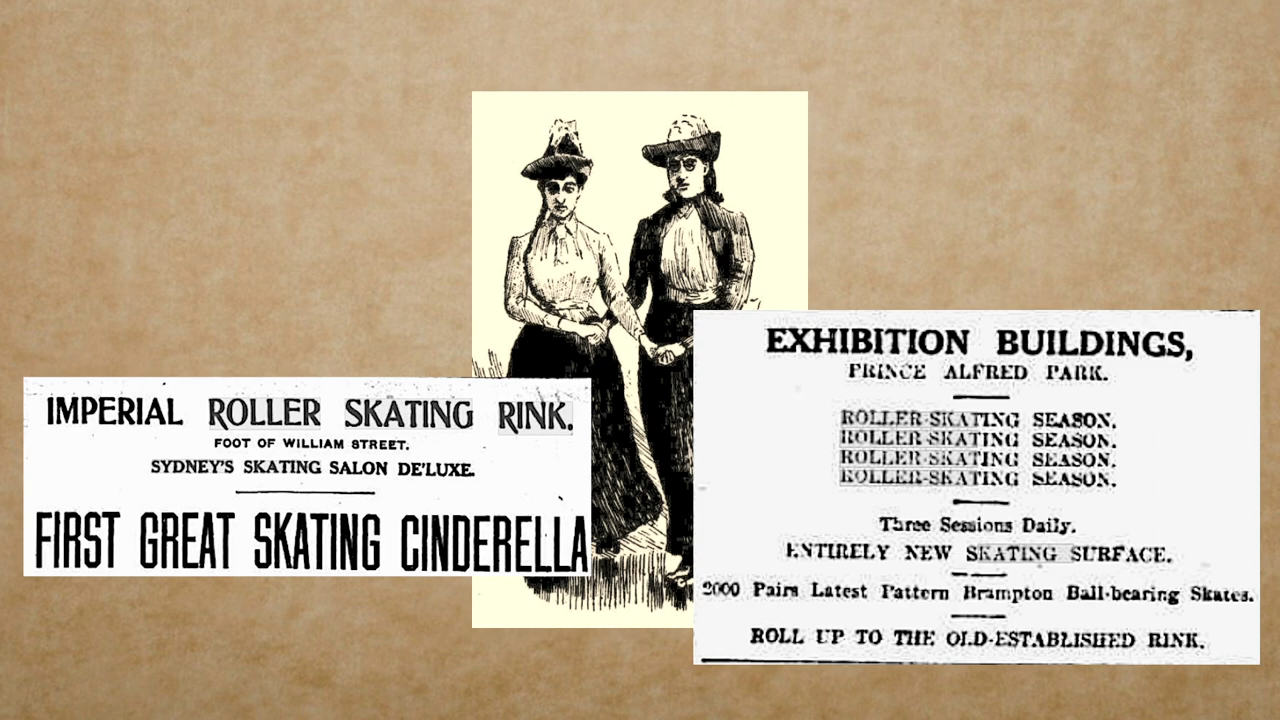 IMPERIAL ROLLER SKATING RINK.
FOOT OF WILLIAM STREET.
SYDNEY'S SKATING SALON DE'LUXE.
FIRST GREAT SKATING CINDERELLA
EXHIBITION BUILDINGS,
PRINCE ALFRED PARK.
ROLLER-SKATING SEASON.
ROLLER-SKATING SEASON.
ROLLER-SKATING SEASON.
ROLLER-SKATING SEASON.
Three Sessions Daily.
ENTIRELY NEW SKATING SURFACE.
2000 Pairs Latest Pattern Brampton Ball-bearing Skates.
ROLL UP TO THE OLD-ESTABLISHED RINK.